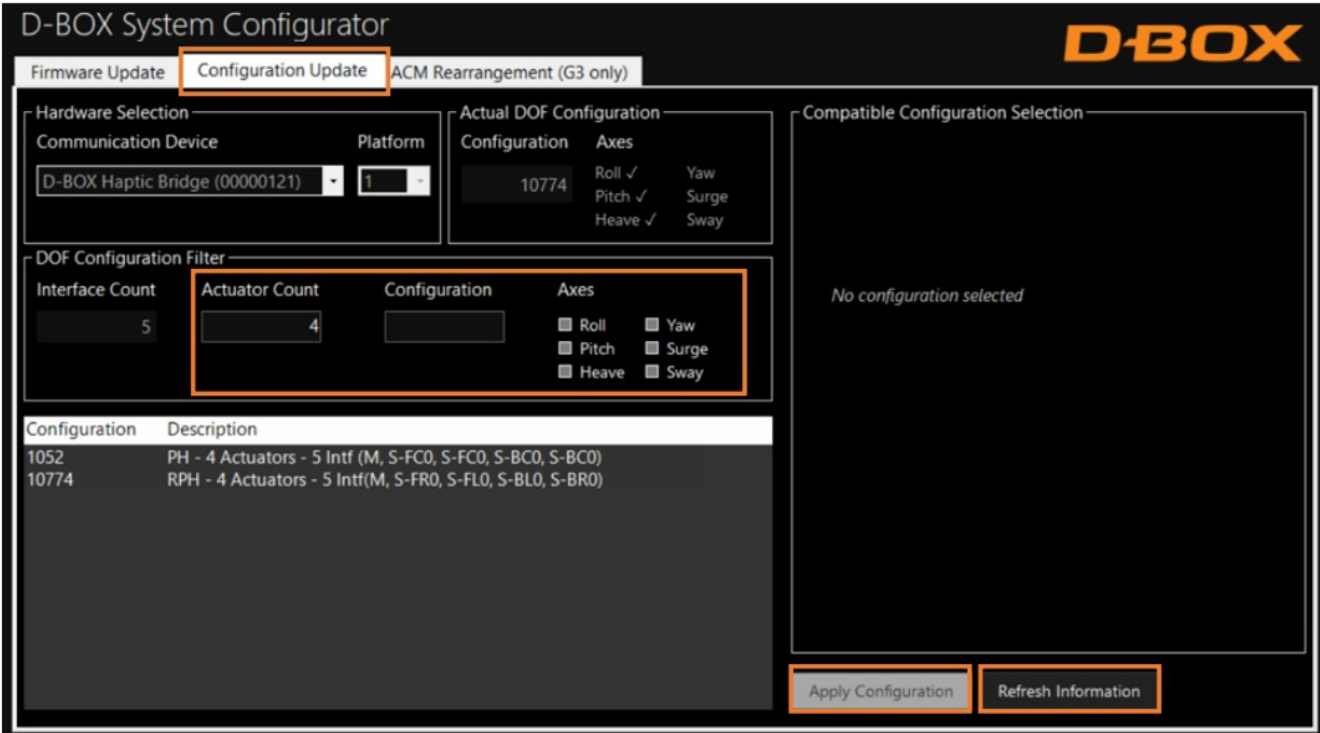 D-BOX System Configurator
D-BOX
Firmware Update
Configuration Update
ACM Rearrangement (G3 only)
Hardware Selection
Communication Device
Platform
D-BOX Haptic Bridge (00000121)
1
Actual DOF Configuration
Configuration
Axes
10774
Roll ✓
Yaw
Pitch ✓
Surge
Heave ✓
Sway
DOF Configuration Filter
Interface Count
Actuator Count
Configuration
Axes
5
4
Roll
Yaw
Pitch
Surge
Heave
Sway
Configuration
Description
1052
PH - 4 Actuators - 5 Intf (M, S-FC0, S-FC0, S-BC0, S-BC0)
10774
RPH - 4 Actuators - 5 Intf(M, S-FR0, S-FL0, S-BL0, S-BR0)
Compatible Configuration Selection
No configuration selected
Apply Configuration
Refresh Information